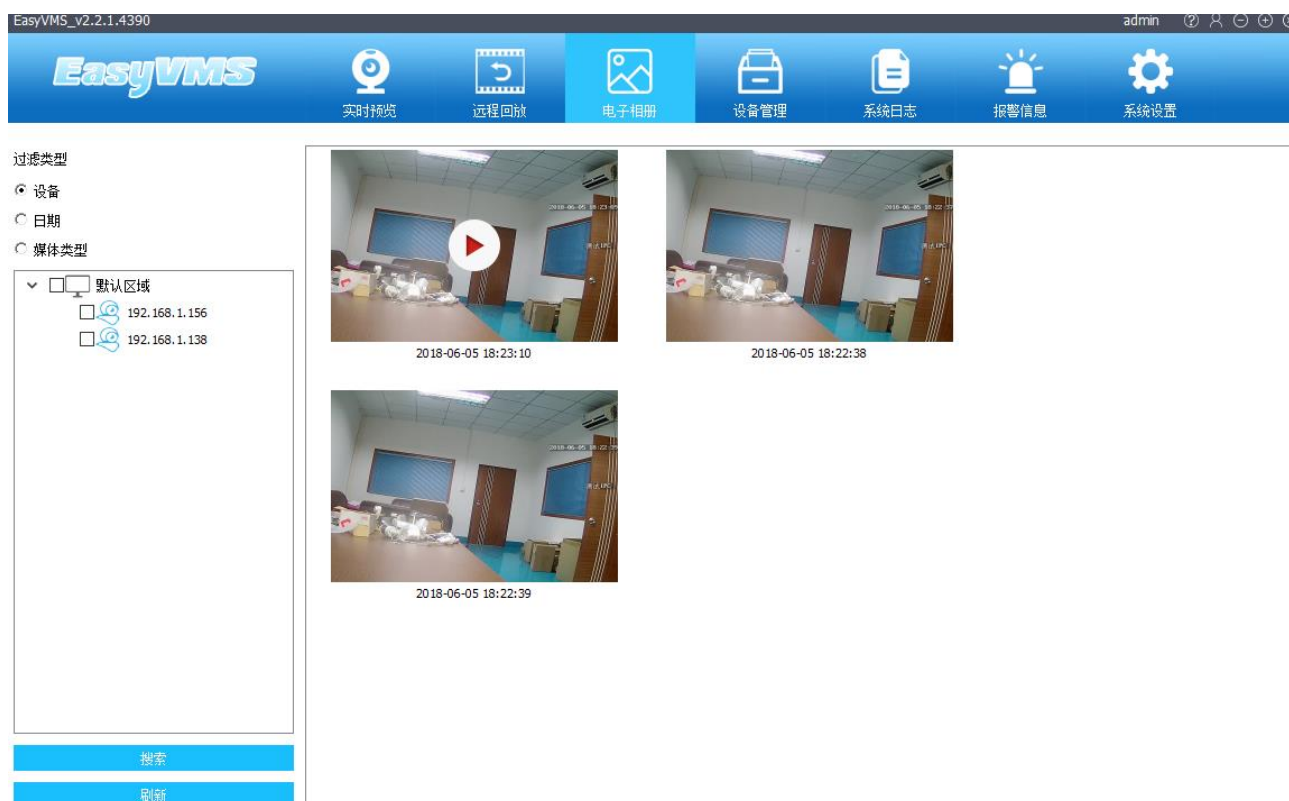 EasyVMS_v2.2.1.4390
admin
EasyVMS
实时预览
远程回放
电子相册
设备管理
系统日志
报警信息
系统设置
过滤类型
设备
日期
媒体类型
默认区域
192.168.1.156
192.168.1.138
搜索
刷新
2018-06-05 18:23:10
2018-06-05 18:22:38
2018-06-05 18:22:39